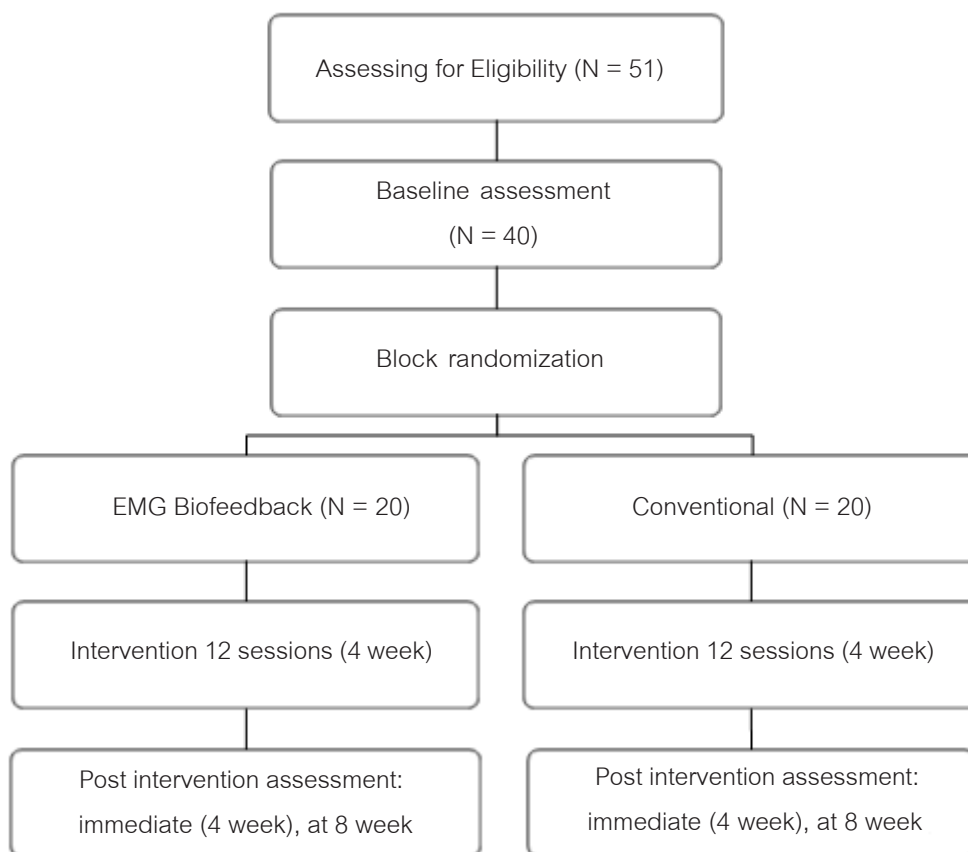 Assessing for Eligibility (N = 51)
Baseline assessment
(N = 40)
Block randomization
EMG Biofeedback (N = 20)
Conventional (N = 20)
Intervention 12 sessions (4 week)
Intervention 12 sessions (4 week)
Post intervention assessment:
immediate (4 week), at 8 week
Post intervention assessment:
immediate (4 week), at 8 week